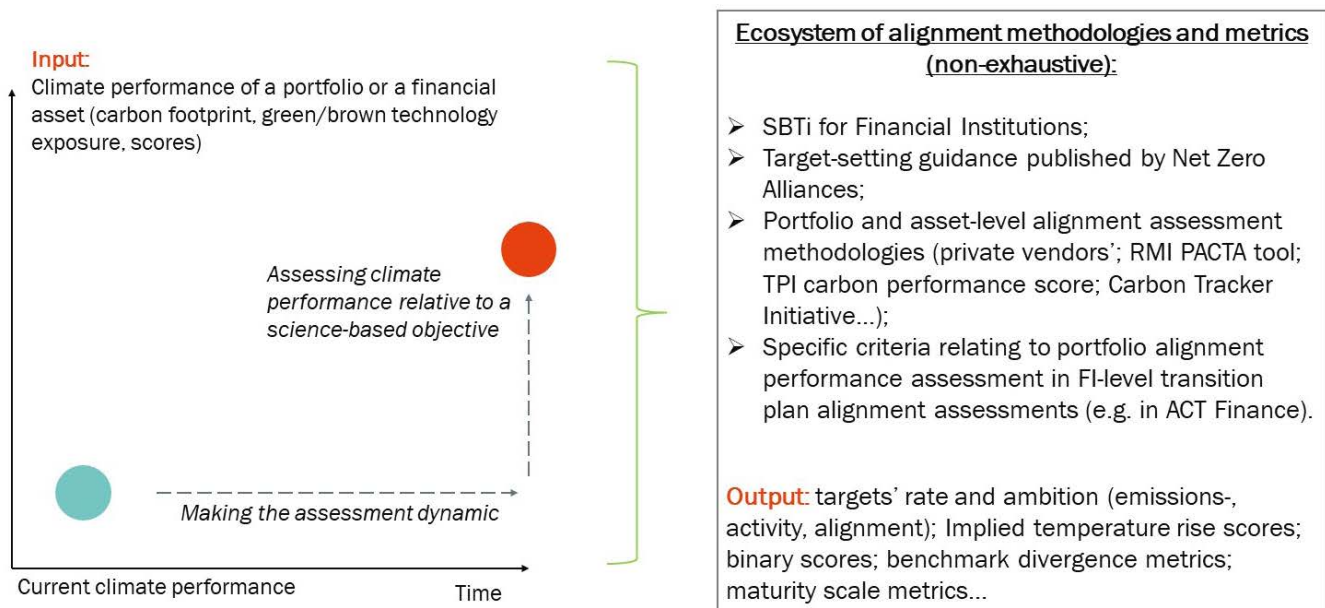 Input:
Climate performance of a portfolio or a financial
asset (carbon footprint, green/brown technology
exposure, scores)
Assessing climate
performance relative to a
science-based objective
Making the assessment dynamic
Current climate performance
Time
Ecosystem of alignment methodologies and metrics
(non-exhaustive):
➤ SBTi for Financial Institutions;
➤ Target-setting guidance published by Net Zero
Alliances;
➤ Portfolio and asset-level alignment assessment
methodologies (private vendors’; RMI PACTA tool;
TPI carbon performance score; Carbon Tracker
Initiative...);
➤ Specific criteria relating to portfolio alignment
performance assessment in FI-level transition
plan alignment assessments (e.g. in ACT Finance).
Output: targets’ rate and ambition (emissions-,
activity, alignment); Implied temperature rise scores;
binary scores; benchmark divergence metrics;
maturity scale metrics...